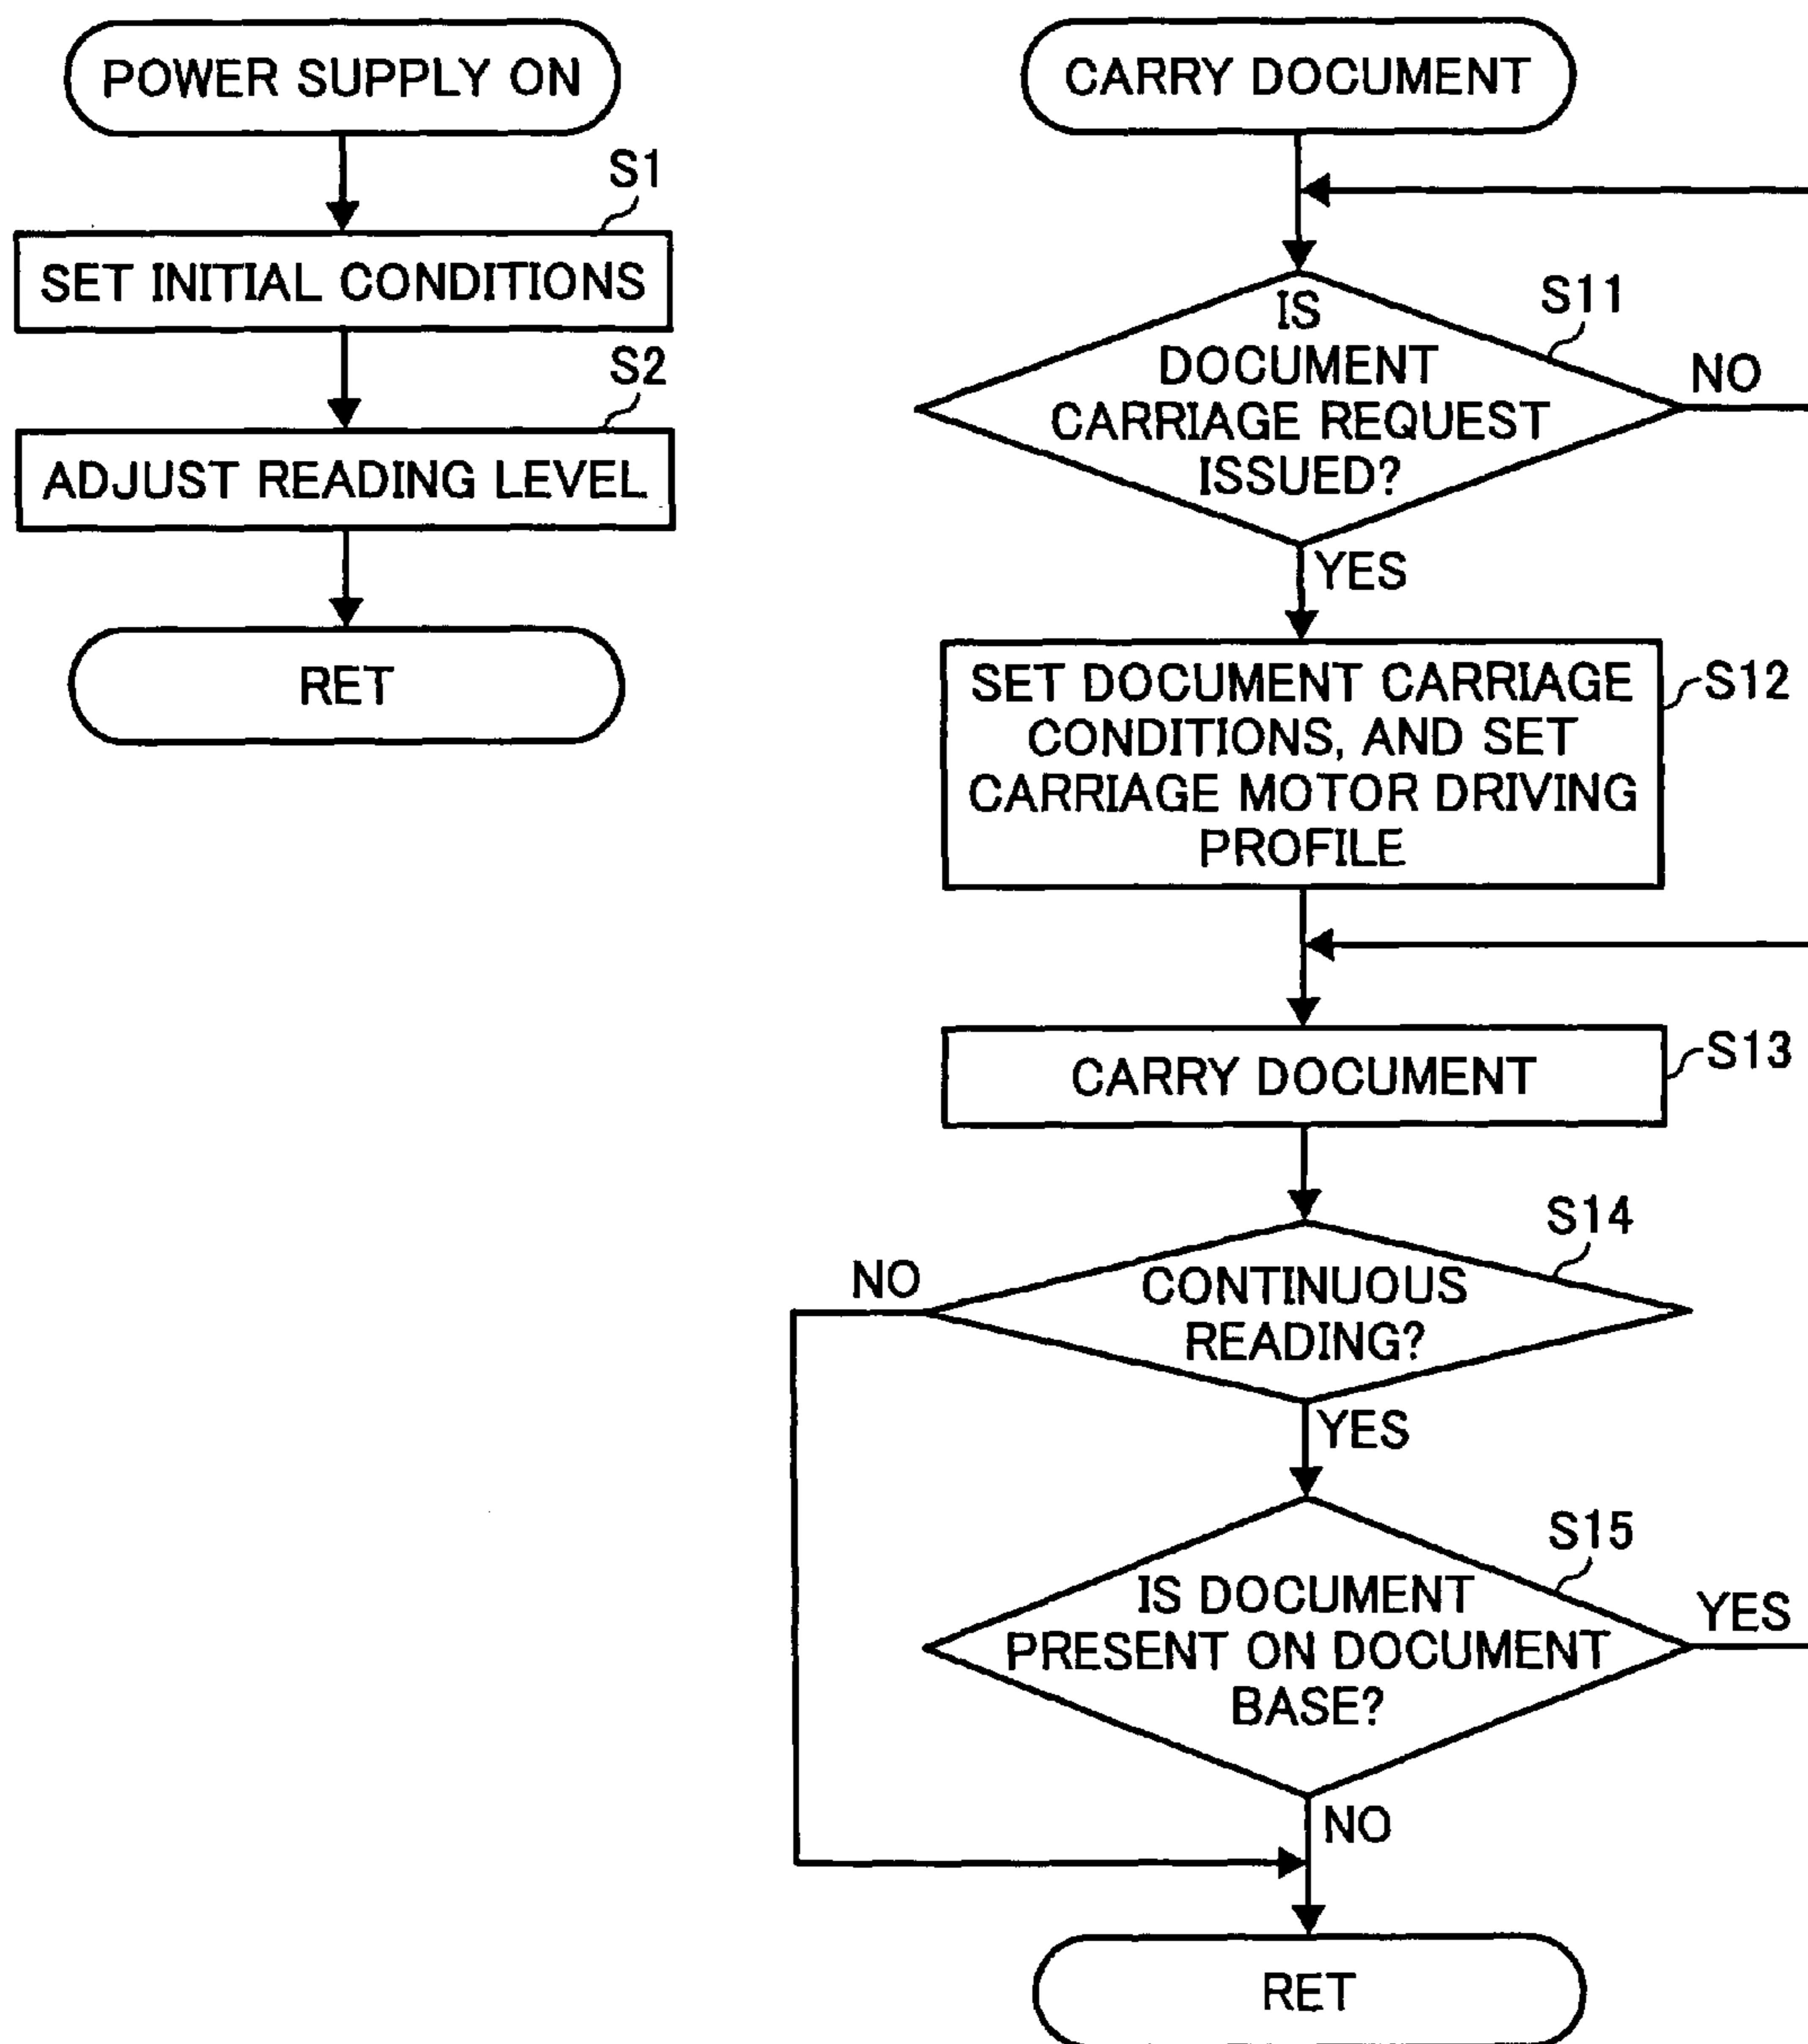 POWER SUPPLY ON
S1
SET INITIAL CONDITIONS
S2
ADJUST READING LEVEL
RET
CARRY DOCUMENT
IS
DOCUMENT
CARRIAGE REQUEST
ISSUED?
S11
NO
YES
SET DOCUMENT CARRIAGE
CONDITIONS, AND SET
CARRIAGE MOTOR DRIVING
PROFILE
S12
CARRY DOCUMENT
S13
S14
NO
CONTINUOUS
READING?
YES
S15
IS DOCUMENT
PRESENT ON DOCUMENT
BASE?
YES
NO
RET